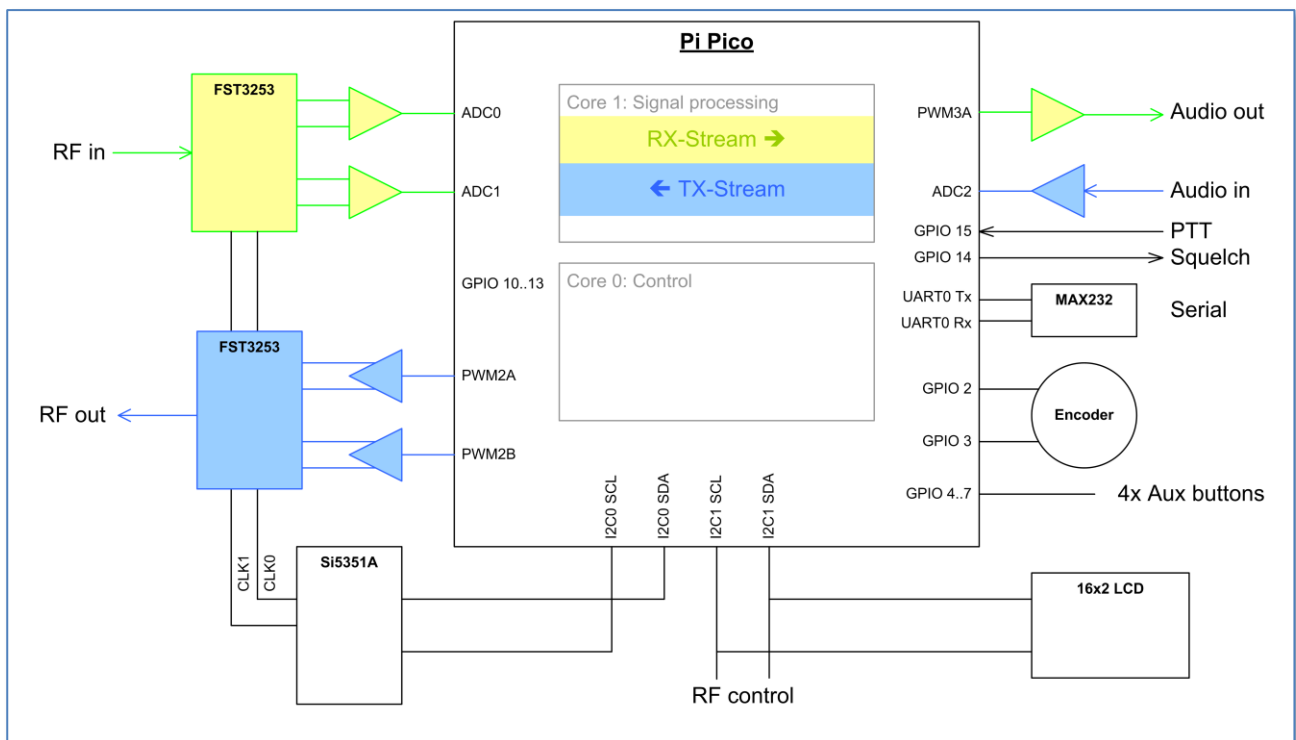 Pi Pico
FST3253
RF in
ADC0
ADC1
Core 1: Signal processing
RX-Stream ➔
← TX-Stream
PWM3A
Audio out
ADC2
Audio in
GPIO 15
PTT
GPIO 14
Squelch
GPIO 10..13
Core 0: Control
UART0 Tx
UART0 Rx
MAX232
Serial
FST3253
RF out
PWM2A
PWM2B
GPIO 2
GPIO 3
Encoder
GPIO 4..7
4x Aux buttons
I2C0 SCL
I2C0 SDA
I2C1 SCL
I2C1 SDA
CLK1
CLK0
Si5351A
16x2 LCD
RF control